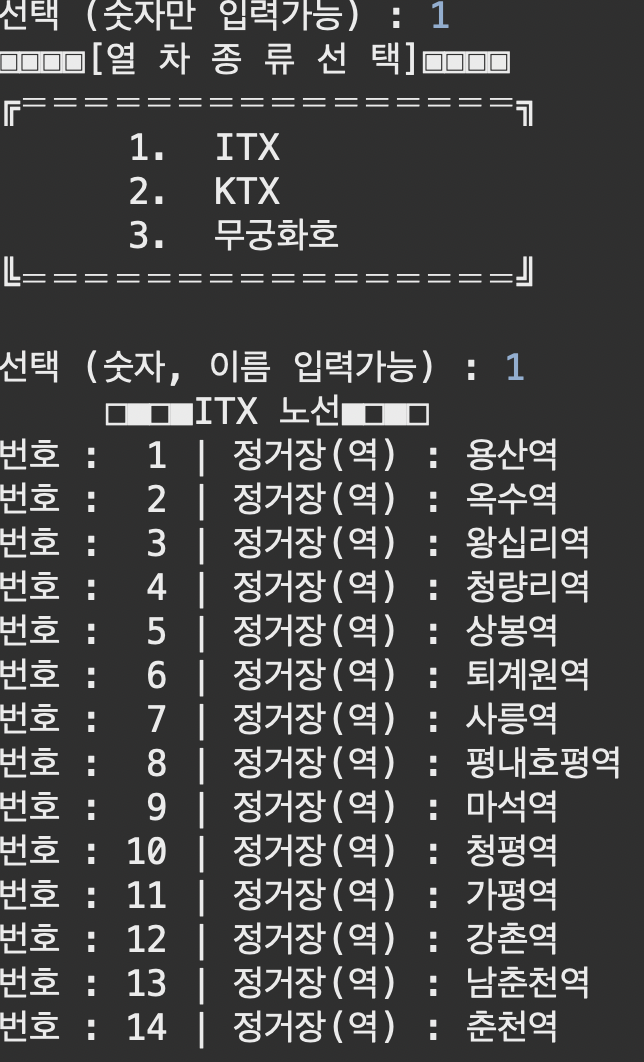 선택 (숫자만 입력가능) : 1
▣▣▣▣[열 차 종 류 선 택]▣▣▣▣
╔================╗
1. ITX
2. KTX
3. 무궁화호
╚================╝
선택 (숫자, 이름 입력가능) : 1
□■□■ITX 노선■□■□
번호 : 1 | 정거장(역) : 용산역
번호 : 2 | 정거장(역) : 옥수역
번호 : 3 | 정거장(역) : 왕십리역
번호 : 4 | 정거장(역) : 청량리역
번호 : 5 | 정거장(역) : 상봉역
번호 : 6 | 정거장(역) : 퇴계원역
번호 : 7 | 정거장(역) : 사릉역
번호 : 8 | 정거장(역) : 평내호평역
번호 : 9 | 정거장(역) : 마석역
번호 : 10 | 정거장(역) : 청평역
번호 : 11 | 정거장(역) : 가평역
번호 : 12 | 정거장(역) : 강촌역
번호 : 13 | 정거장(역) : 남춘천역
번호 : 14 | 정거장(역) : 춘천역